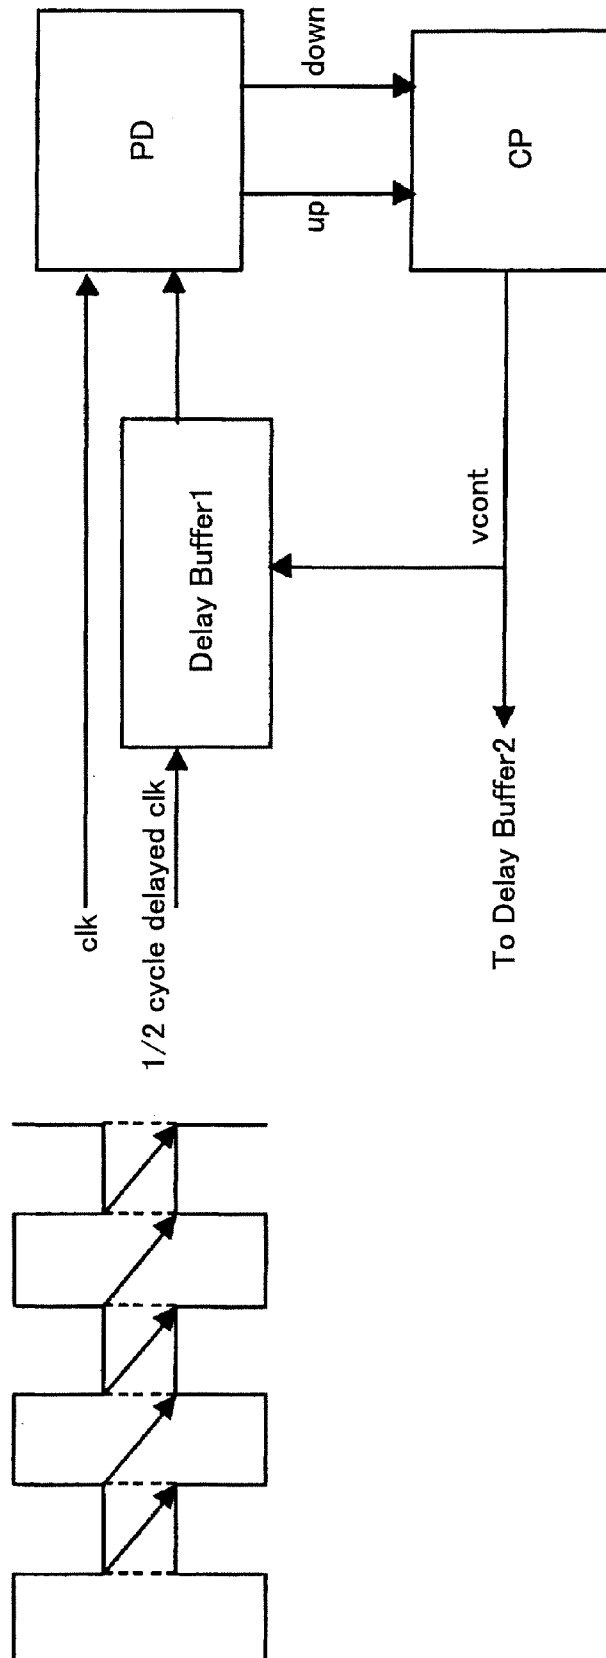 clk
1/2 cycle delayed clk
Delay Buffer1
PD
up
down
CP
vcont
To Delay Buffer2